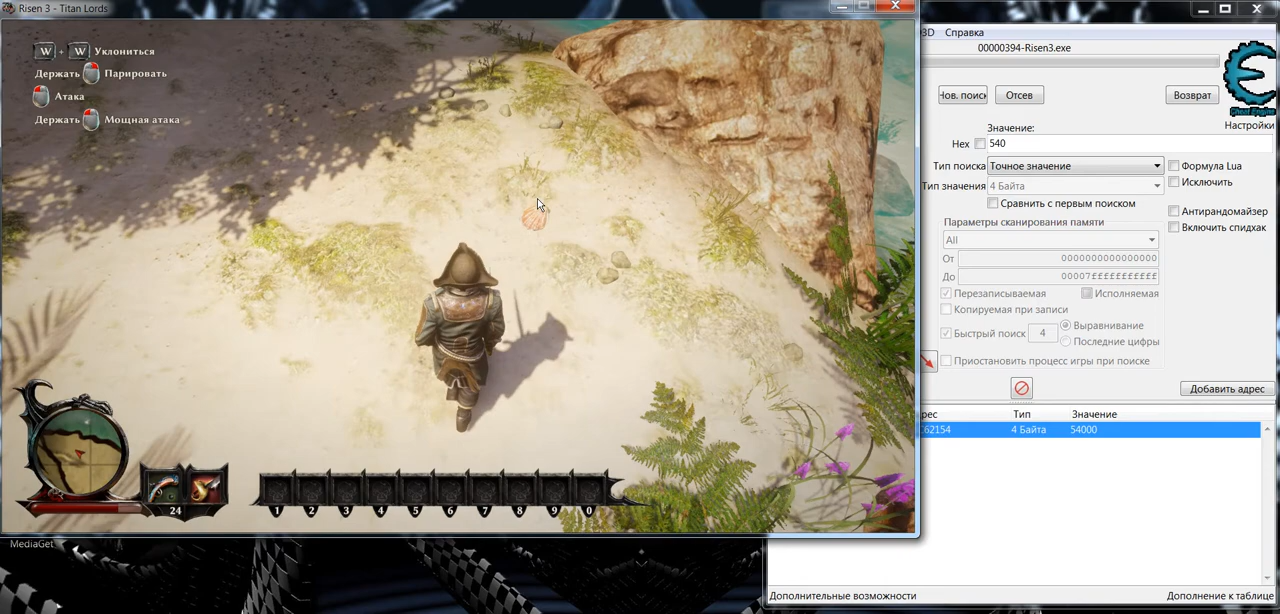 Risen 3 - Titan Lords
W + W Уклониться
Держать Парировать
Атака
Держать Мощная атака
24
1 2 3 4 5 6 7 8 9 0
MediaGet
3D Справка
00000394-Risen3.exe
Нов. поиск Отсев Возврат
Cheat Engine
Настройки
Значение:
Hex 540
Тип поиска Точное значение Формула Lua
Тип значения 4 Байта Исключить
Сравнить с первым поиском
Антирандомайзер
Параметры сканирования памяти
Включить спидхак
All
От 0000000000000000
До 00007fffffffffff
Перезаписываемая Исполняемая
Копируемая при записи
Быстрый поиск 4 Выравнивание
Последние цифры
Приостановить процесс игры при поиске
Добавить адрес
рес Тип Значение
62154 4 Байта 54000
Дополнительные возможности Дополнение к таблице